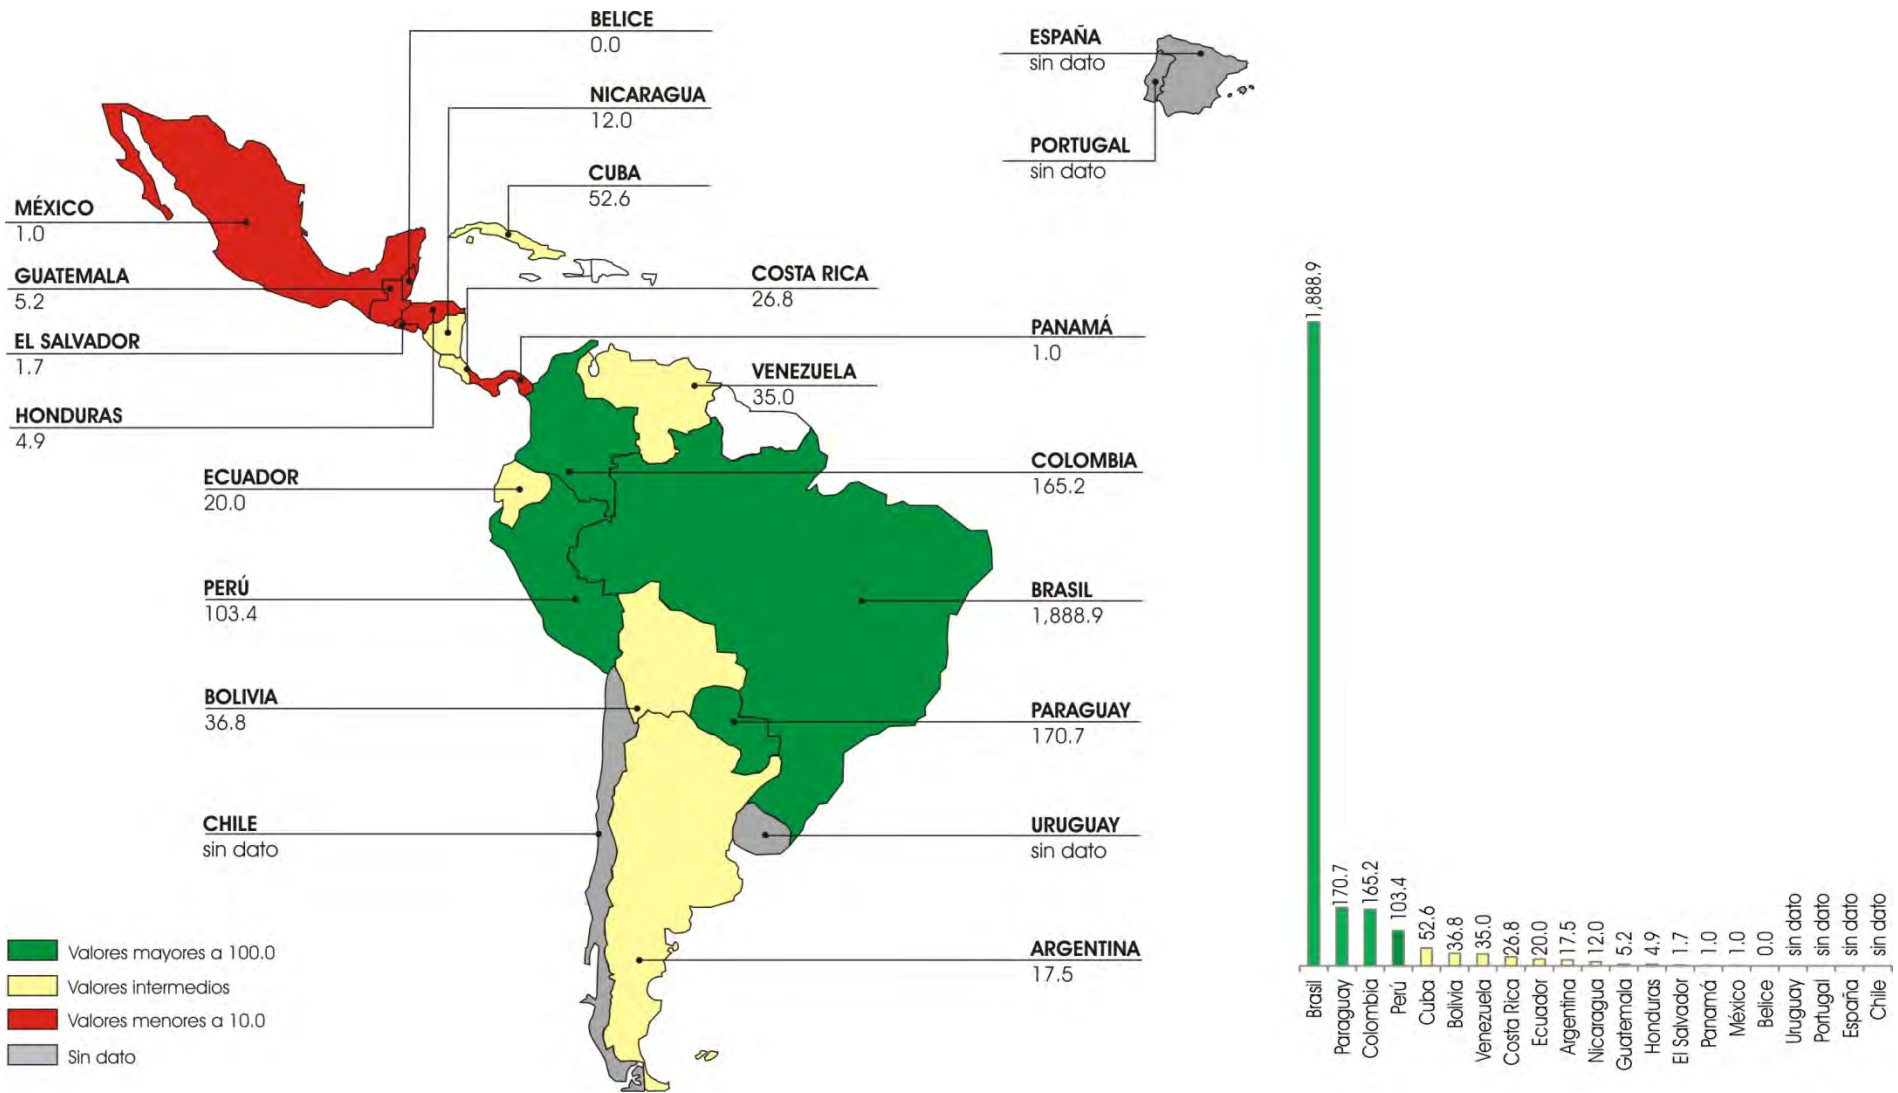 BELICE
0.0
NICARAGUA
12.0
CUBA
52.6
ESPAÑA
sin dato
PORTUGAL
sin dato
MÉXICO
1.0
GUATEMALA
5.2
EL SALVADOR
1.7
HONDURAS
4.9
COSTA RICA
26.8
PANAMÁ
1.0
VENEZUELA
35.0
COLOMBIA
165.2
ECUADOR
20.0
PERÚ
103.4
BRASIL
1,888.9
BOLIVIA
36.8
PARAGUAY
170.7
CHILE
sin dato
URUGUAY
sin dato
ARGENTINA
17.5
Valores mayores a 100.0
Valores intermedios
Valores menores a 10.0
Sin dato
1,888.9
170.7
165.2
103.4
52.6
36.8
35.0
26.8
20.0
17.5
12.0
5.2
4.9
1.7
1.0
1.0
0.0
sin dato
sin dato
sin dato
sin dato
Brasil
Paraguay
Colombia
Perú
Cuba
Bolivia
Venezuela
Costa Rica
Ecuador
Argentina
Nicaragua
Guatemala
Honduras
El Salvador
Panamá
México
Belice
Uruguay
Portugal
España
Chile